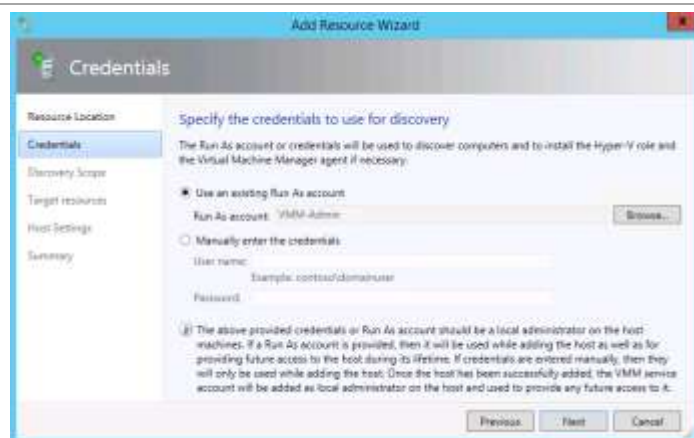 Add Resource Wizard
Credentials
Resource Location
Credentials
Discovery Scope
Target resources
Host Settings
Summary
Specify the credentials to use for discovery
The Run As account or credentials will be used to discover computers and to install the Hyper-V role and
the Virtual Machine Manager agent if necessary.
Use an existing Run As account
Run As account: VMM-Admin
Browse...
Manually enter the credentials
User name:
Example: contoso\domainuser
Password:
The above provided credentials or Run As account should be a local administrator on the host
machines. If a Run As account is provided, then it will be used while adding the host as well as for
providing future access to the host during its lifetime. If credentials are entered manually, then they
will only be used while adding the host. Once the host has been successfully added, the VMM service
account will be added as local administrator on the host and used to provide any future access to it.
Previous
Next
Cancel